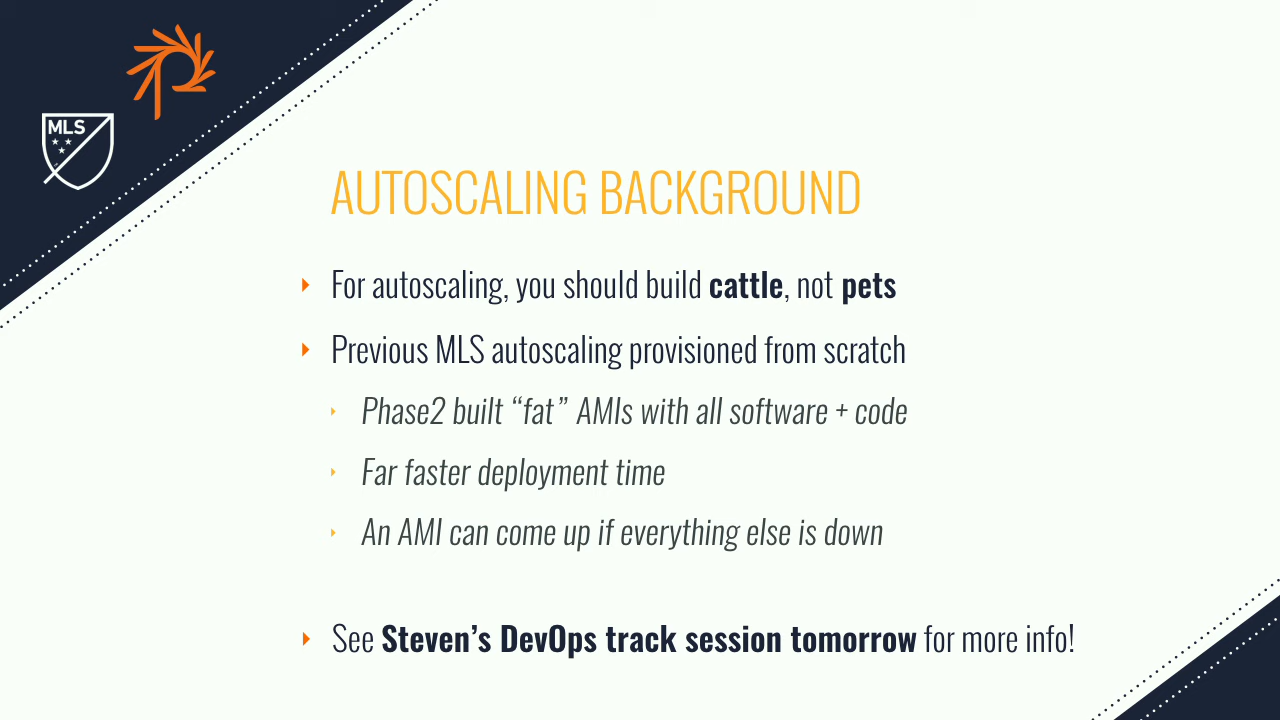 MLS
AUTOSCALING BACKGROUND
For autoscaling, you should build cattle, not pets
Previous MLS autoscaling provisioned from scratch
Phase2 built “fat” AMIs with all software + code
Far faster deployment time
An AMI can come up if everything else is down
See Steven’s DevOps track session tomorrow for more info!